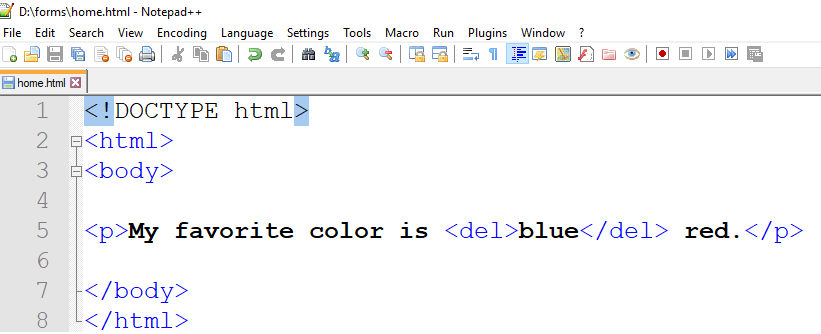 D:\forms\home.html - Notepad++
File Edit Search View Encoding Language Settings Tools Macro Run Plugins Window ?
home.html
1 <!DOCTYPE html>
2 <html>
3 <body>
4
5 <p>My favorite color is <del>blue</del> red.</p>
6
7 </body>
8 </html>